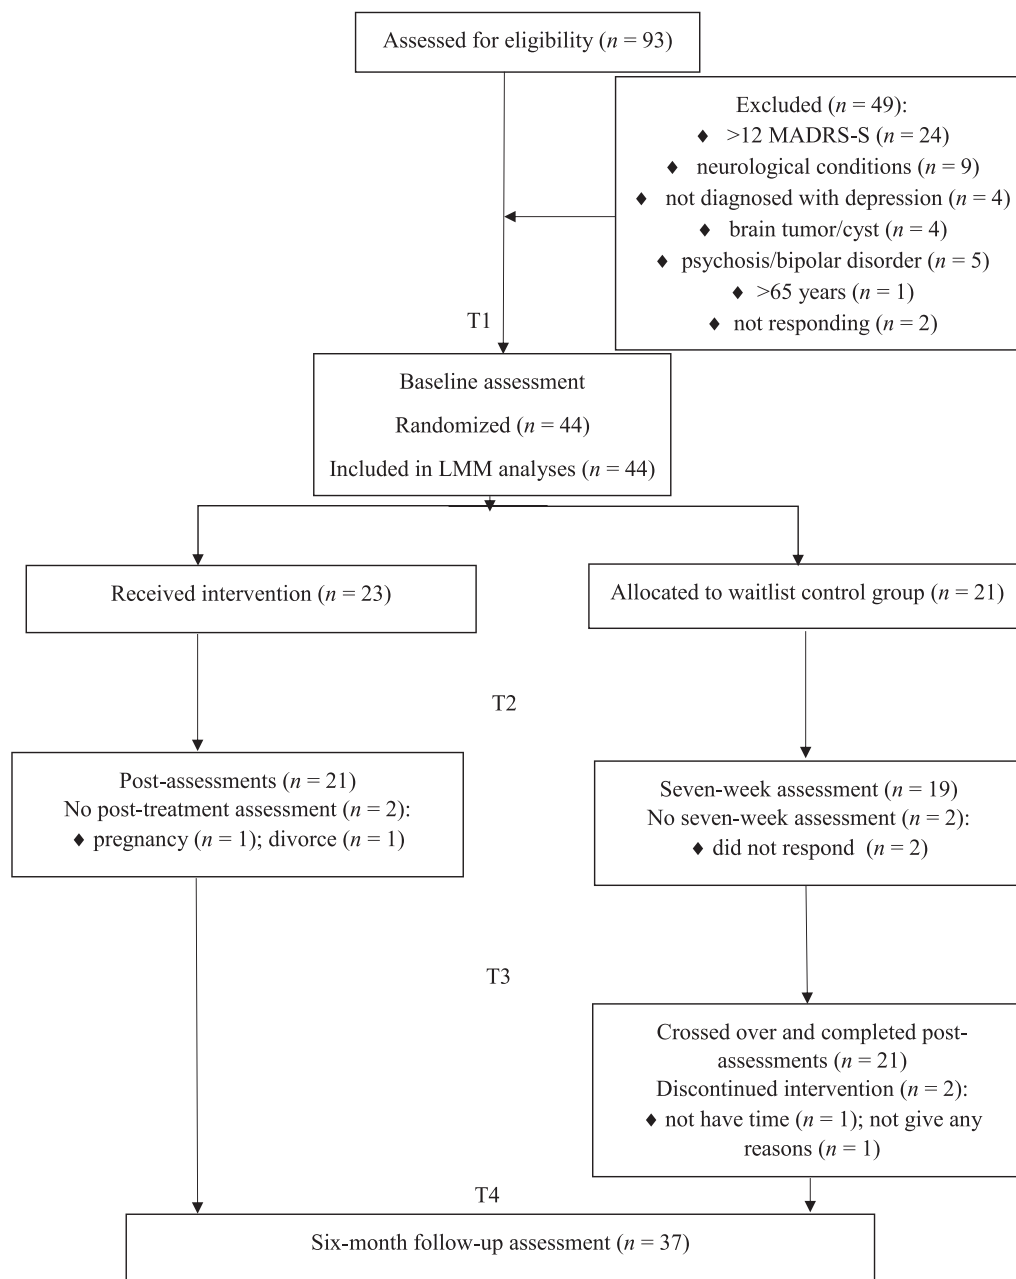 Assessed for eligibility (n = 93)
Excluded (n = 49):
♦ >12 MADRS-S (n = 24)
♦ neurological conditions (n = 9)
♦ not diagnosed with depression (n = 4)
♦ brain tumor/cyst (n = 4)
♦ psychosis/bipolar disorder (n = 5)
♦ >65 years (n = 1)
♦ not responding (n = 2)
T1
Baseline assessment
Randomized (n = 44)
Included in LMM analyses (n = 44)
Received intervention (n = 23)
Allocated to waitlist control group (n = 21)
T2
Post-assessments (n = 21)
No post-treatment assessment (n = 2):
♦ pregnancy (n = 1); divorce (n = 1)
Seven-week assessment (n = 19)
No seven-week assessment (n = 2):
♦ did not respond (n = 2)
T3
Crossed over and completed post-
assessments (n = 21)
Discontinued intervention (n = 2):
♦ not have time (n = 1); not give any
reasons (n = 1)
T4
Six-month follow-up assessment (n = 37)